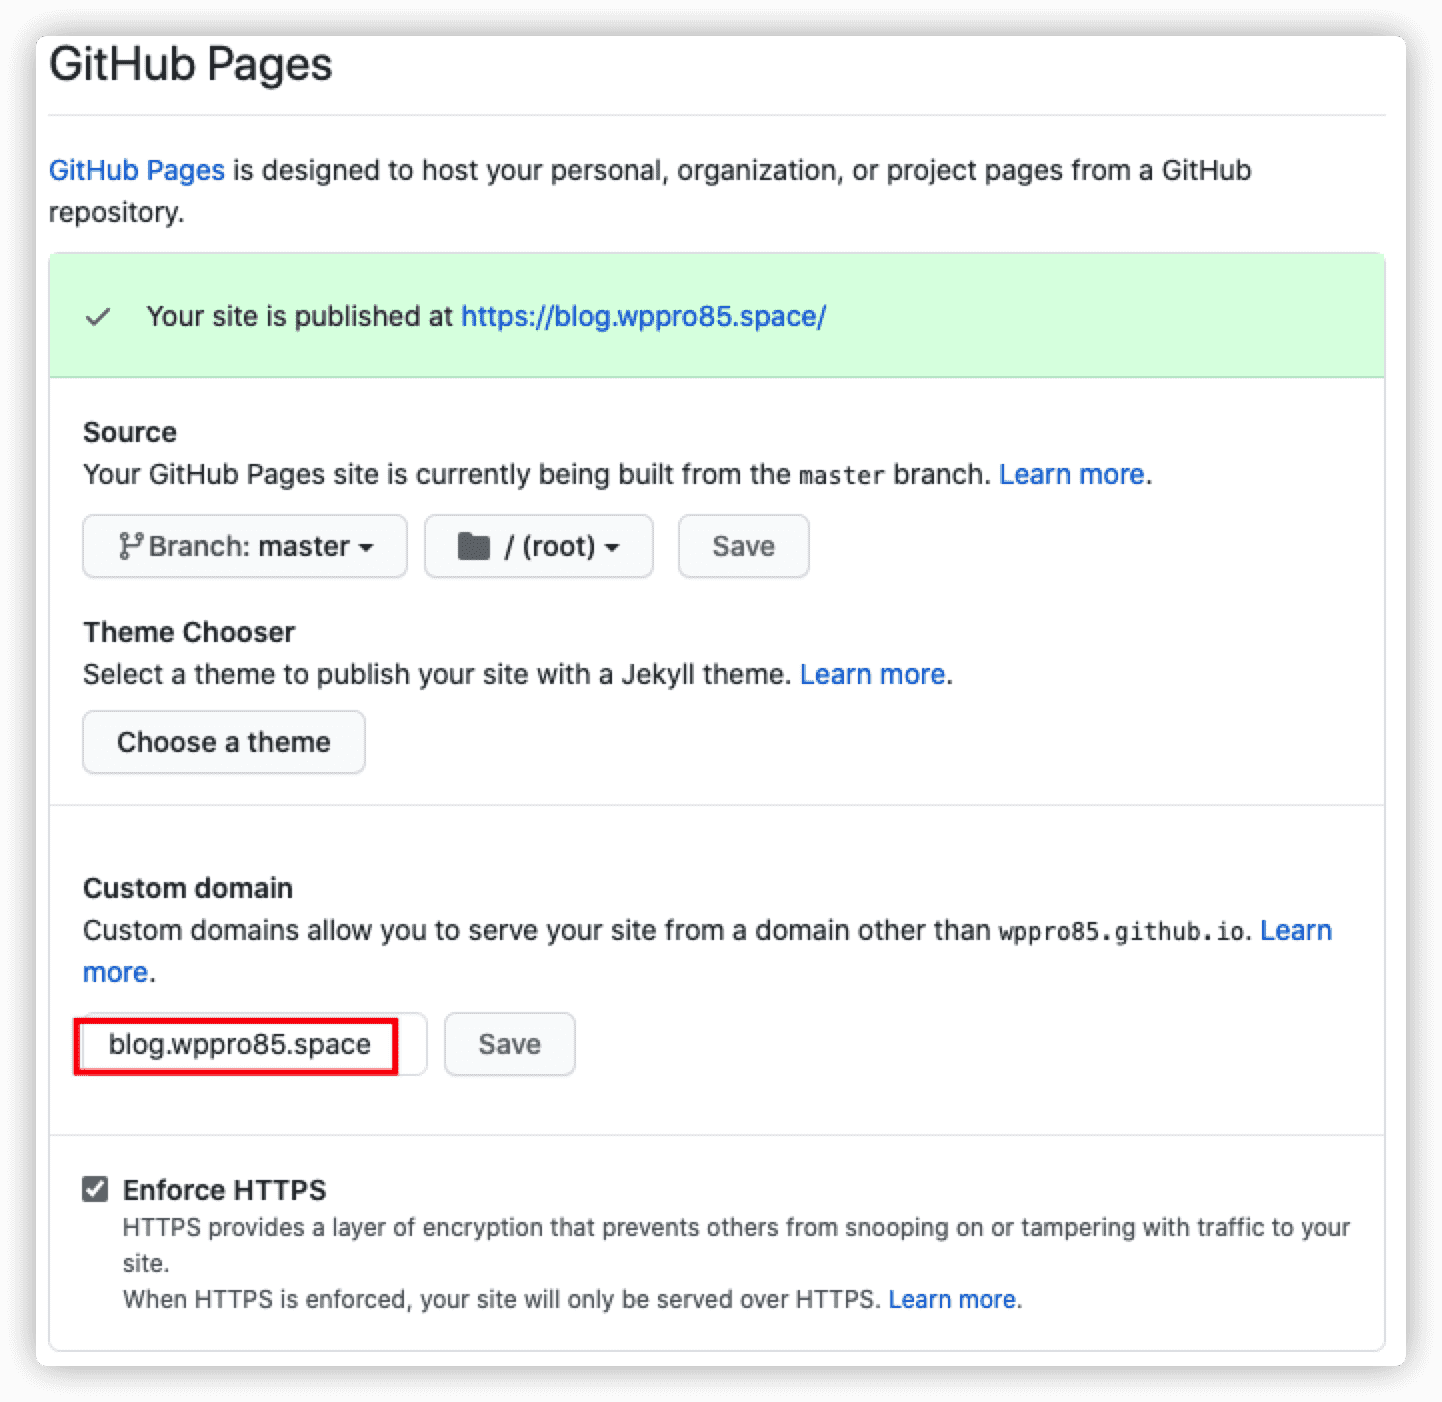 GitHub Pages
GitHub Pages is designed to host your personal, organization, or project pages from a GitHub
repository.
Your site is published at https://blog.wppro85.space/
Source
Your GitHub Pages site is currently being built from the master branch. Learn more.
Branch: master
/ (root)
Save
Theme Chooser
Select a theme to publish your site with a Jekyll theme. Learn more.
Choose a theme
Custom domain
Custom domains allow you to serve your site from a domain other than wppro85.github.io. Learn
more.
blog.wppro85.space
Save
Enforce HTTPS
HTTPS provides a layer of encryption that prevents others from snooping on or tampering with traffic to your
site.
When HTTPS is enforced, your site will only be served over HTTPS. Learn more.